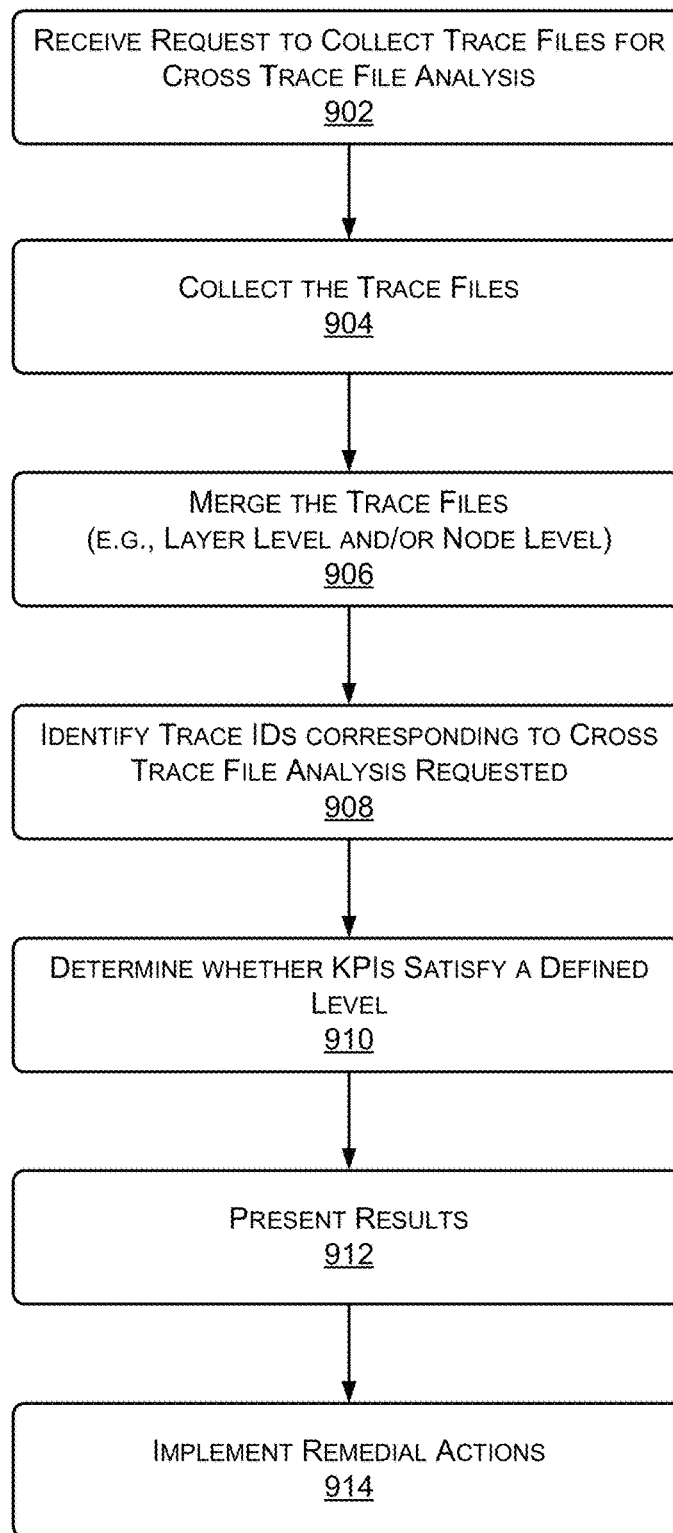 RECEIVE REQUEST TO COLLECT TRACE FILES FOR
CROSS TRACE FILE ANALYSIS
902
COLLECT THE TRACE FILES
904
MERGE THE TRACE FILES
(E.G., LAYER LEVEL AND/OR NODE LEVEL)
906
IDENTIFY TRACE IDS CORRESPONDING TO CROSS
TRACE FILE ANALYSIS REQUESTED
908
DETERMINE WHETHER KPIS SATISFY A DEFINED
LEVEL
910
PRESENT RESULTS
912
IMPLEMENT REMEDIAL ACTIONS
914